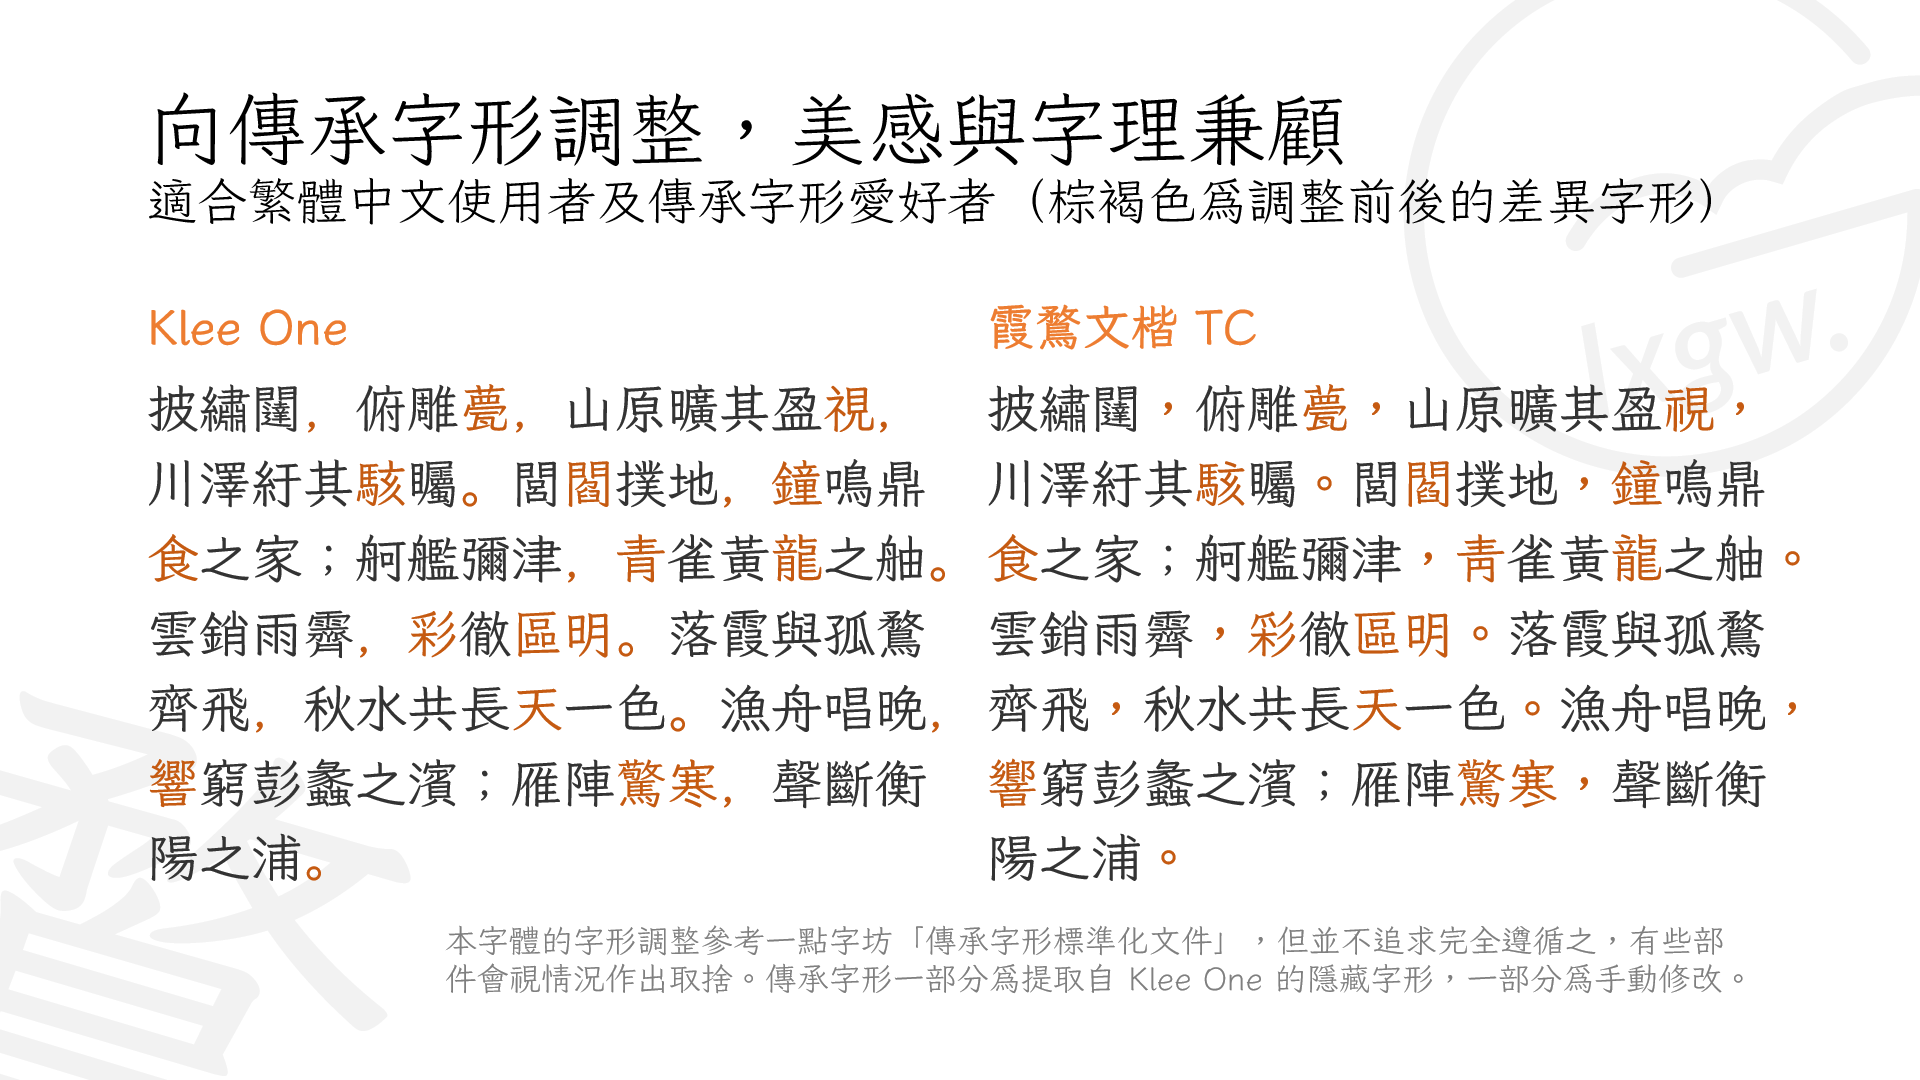 向傳承字形調整，美感與字理兼顧
適合繁體中文使用者及傳承字形愛好者（棕褐色爲調整前後的差異字形）
Klee One
披繡闥，俯雕甍，山原曠其盈視，
川澤紆其駭矚。閭閻撲地，鐘鳴鼎
食之家；舸艦彌津，青雀黃龍之舳。
雲銷雨霽，彩徹區明。落霞與孤鶩
齊飛，秋水共長天一色。漁舟唱晚，
響窮彭蠡之濱；雁陣驚寒，聲斷衡
陽之浦。
霞鶩文楷 TC
披繡闥，俯雕甍，山原曠其盈視，
川澤紆其駭矚。閭閻撲地，鐘鳴鼎
食之家；舸艦彌津，靑雀黃龍之舳。
雲銷雨霽，彩徹區明。落霞與孤鶩
齊飛，秋水共長天一色。漁舟唱晚，
響窮彭蠡之濱；雁陣驚寒，聲斷衡
陽之浦。
本字體的字形調整參考一點字坊「傳承字形標準化文件」，但並不追求完全遵循之，有些部
件會視情況作出取捨。傳承字形一部分爲提取自 Klee One 的隱藏字形，一部分爲手動修改。
lxgw.